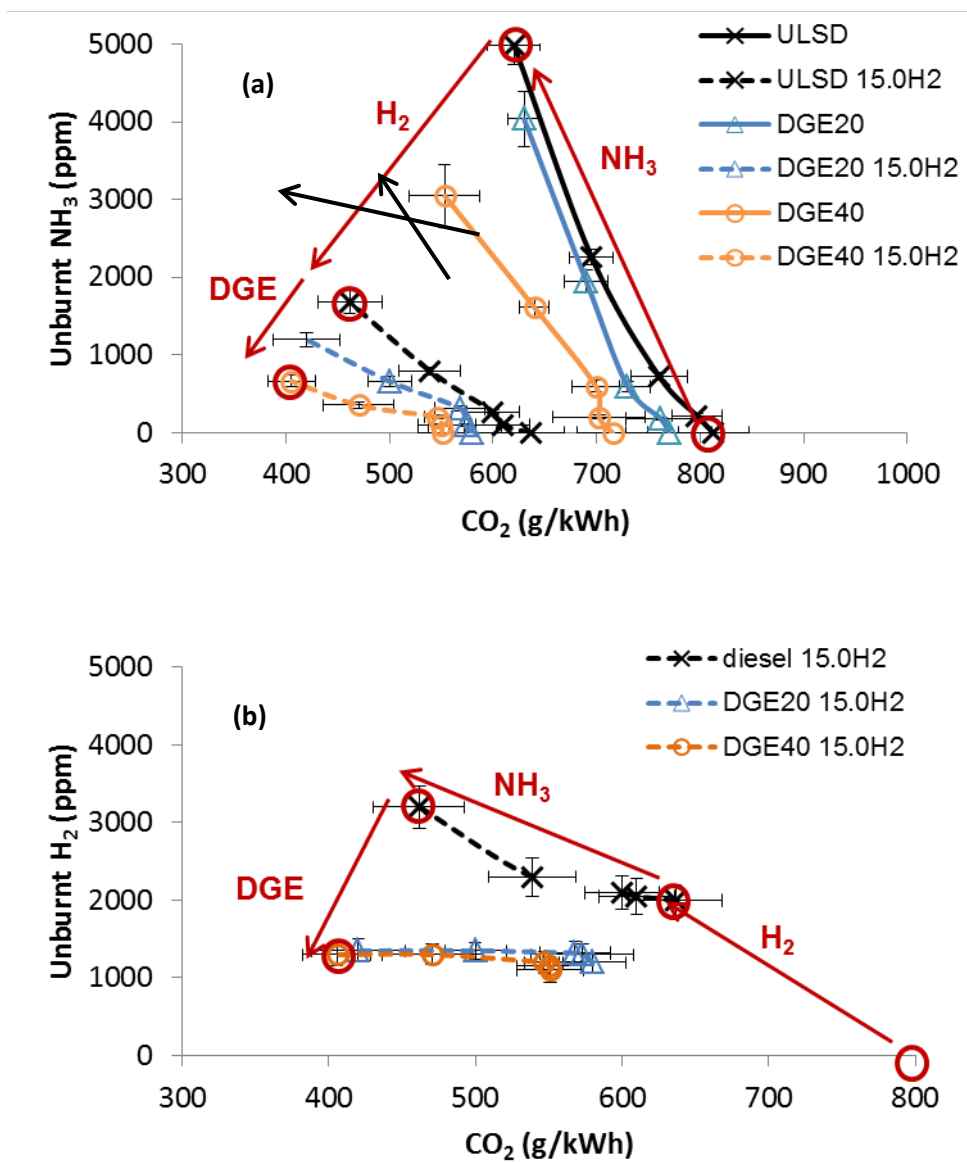 5000
4000
3000
2000
1000
0
Unburnt NH3 (ppm)
(a)
H2
NH3
DGE
ULSD
ULSD 15.0H2
DGE20
DGE20 15.0H2
DGE40
DGE40 15.0H2
300 400 500 600 700 800 900 1000
CO2 (g/kWh)
5000
4000
3000
2000
1000
0
Unburnt H2 (ppm)
(b)
diesel 15.0H2
DGE20 15.0H2
DGE40 15.0H2
NH3
DGE
H2
300 400 500 600 700 800
CO2 (g/kWh)